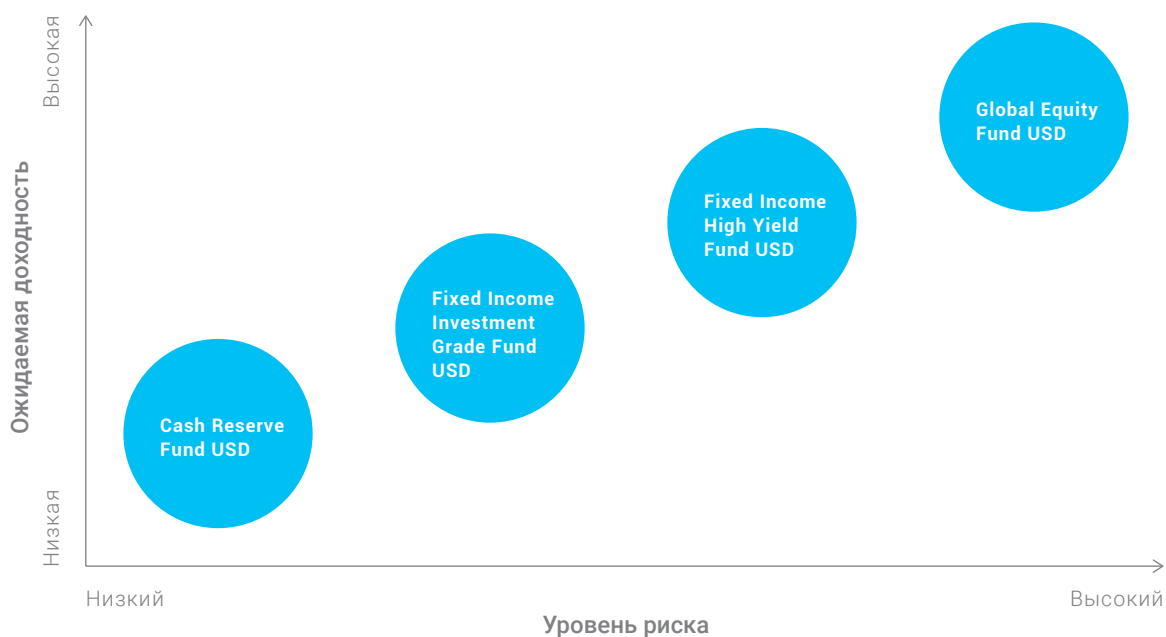 Высокая
Ожидаемая доходность
Низкая
Global Equity
Fund USD
Fixed Income
High Yield
Fund USD
Fixed Income
Investment
Grade Fund
USD
Cash Reserve
Fund USD
Низкий
Высокий
Уровень риска